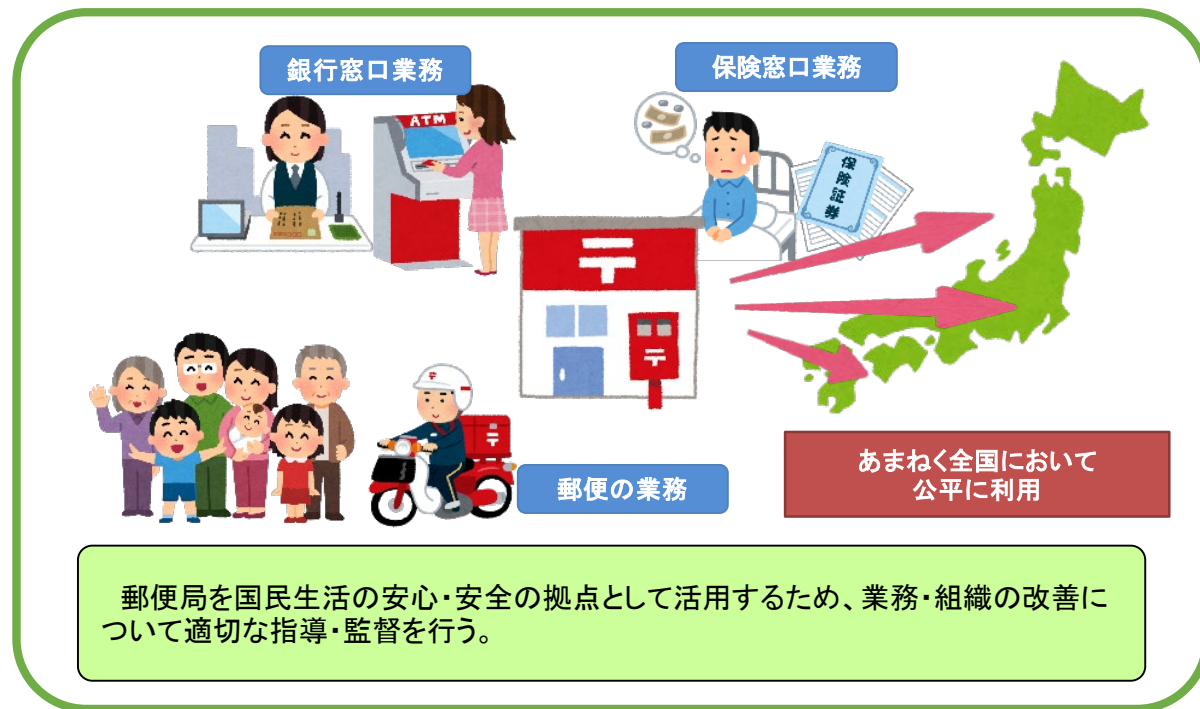 銀行窓口業務
保険窓口業務
ATM
保険証券
〒
〒
〒
郵便の業務
あまねく全国において
公平に利用
郵便局を国民生活の安心・安全の拠点として活用するため、業務・組織の改善に
ついて適切な指導・監督を行う。